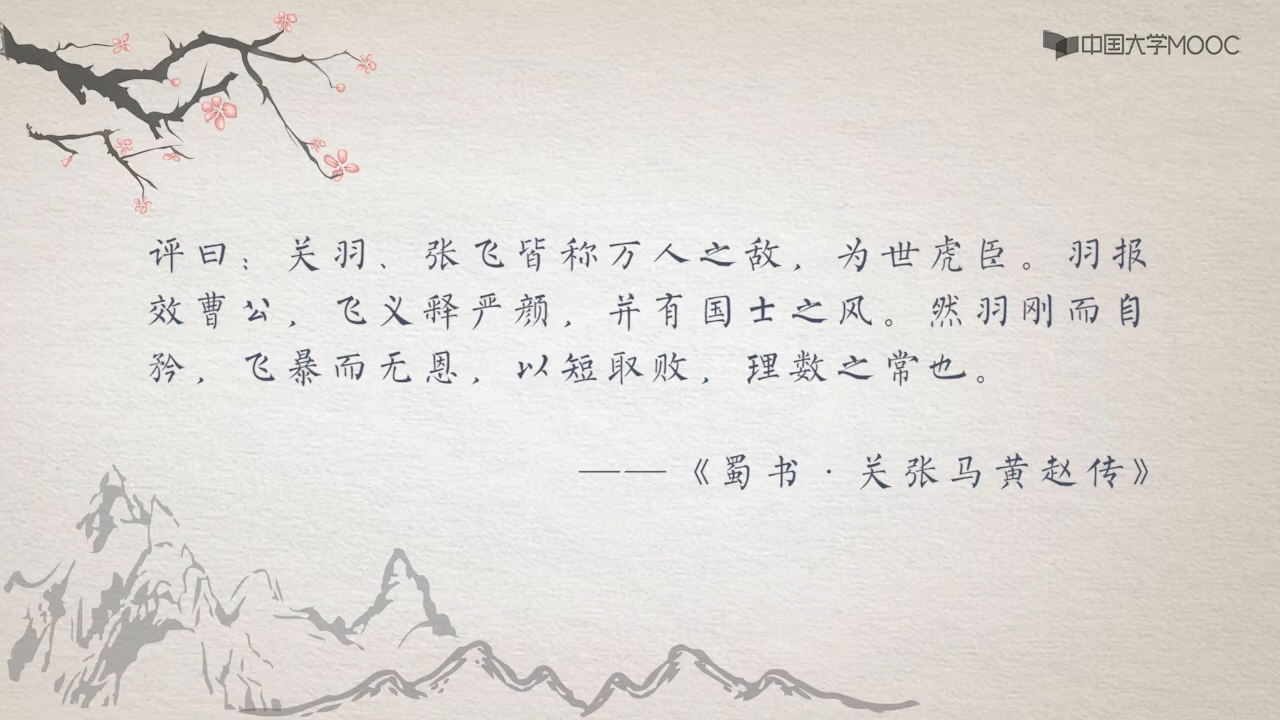 中国大学MOOC
评曰：关羽、张飞皆称万人之敌，为世虎臣。羽报
效曹公，飞义释严颜，并有国士之风。然羽刚而自
矜，飞暴而无恩，以短取败，理数之常也。
——《蜀书·关张马黄赵传》